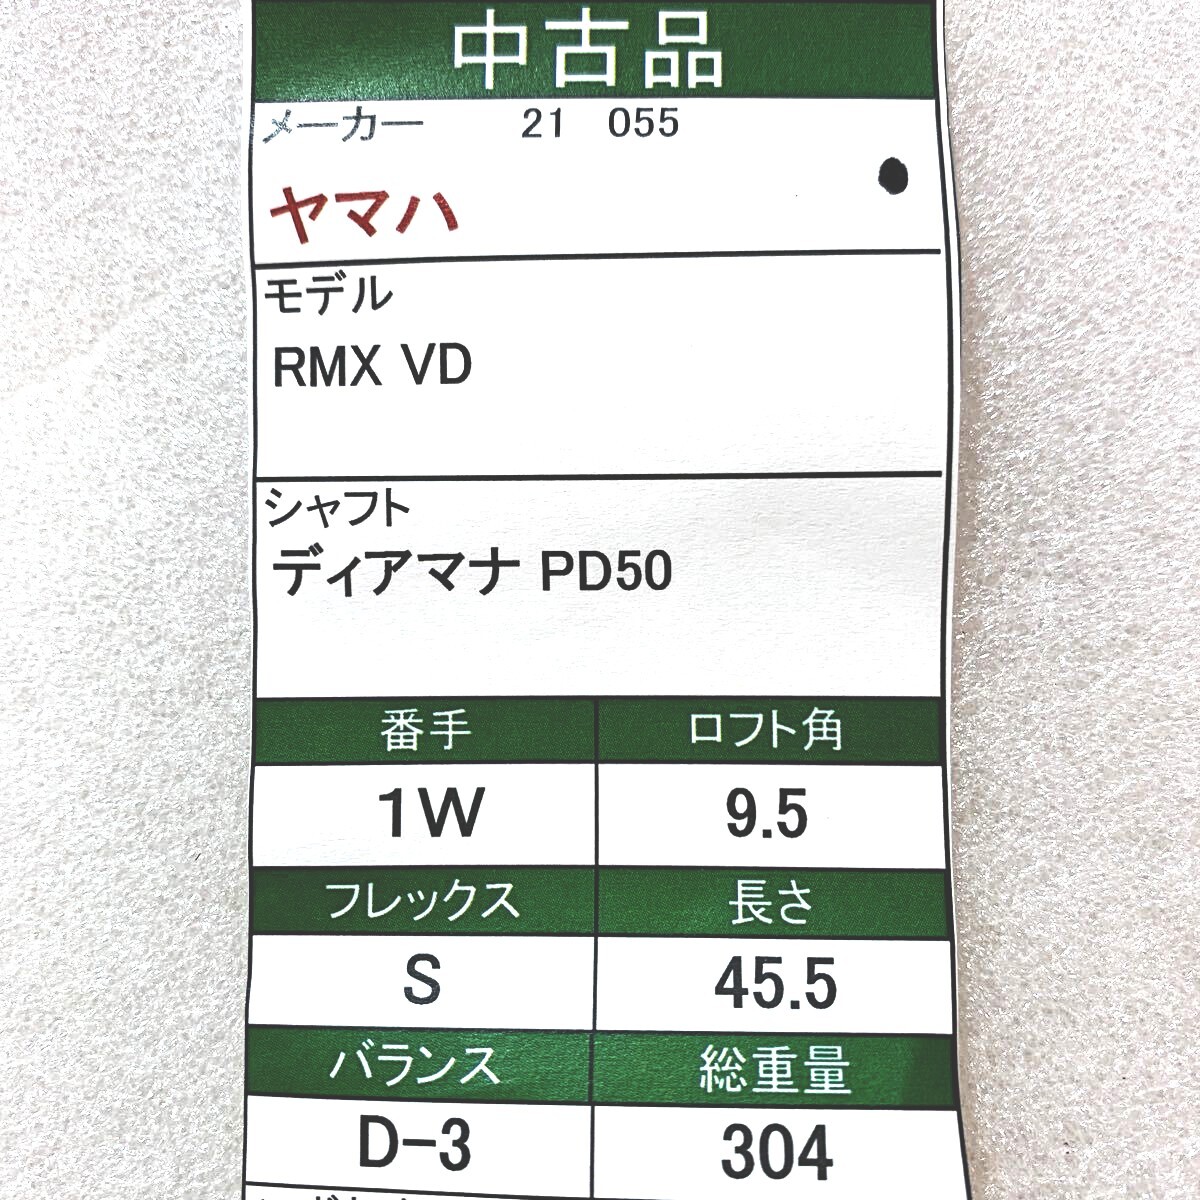 中古品
メーカー 21 055
ヤマハ
モデル
RMX VD
シャフト
ディアマナ PD50
番手 ロフト角
1W 9.5
フレックス 長さ
S 45.5
バランス 総重量
D-3 304